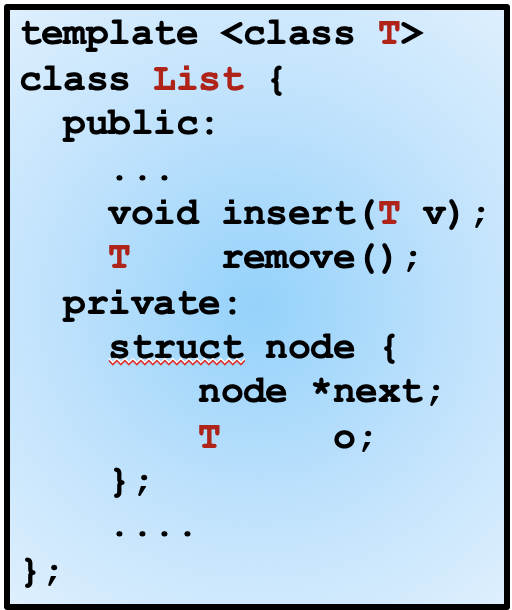 template <class T>
class List {
  public:
    ...
    void insert(T v);
    T    remove();
  private:
    struct node {
        node *next;
        T     o;
    };
    ....
};